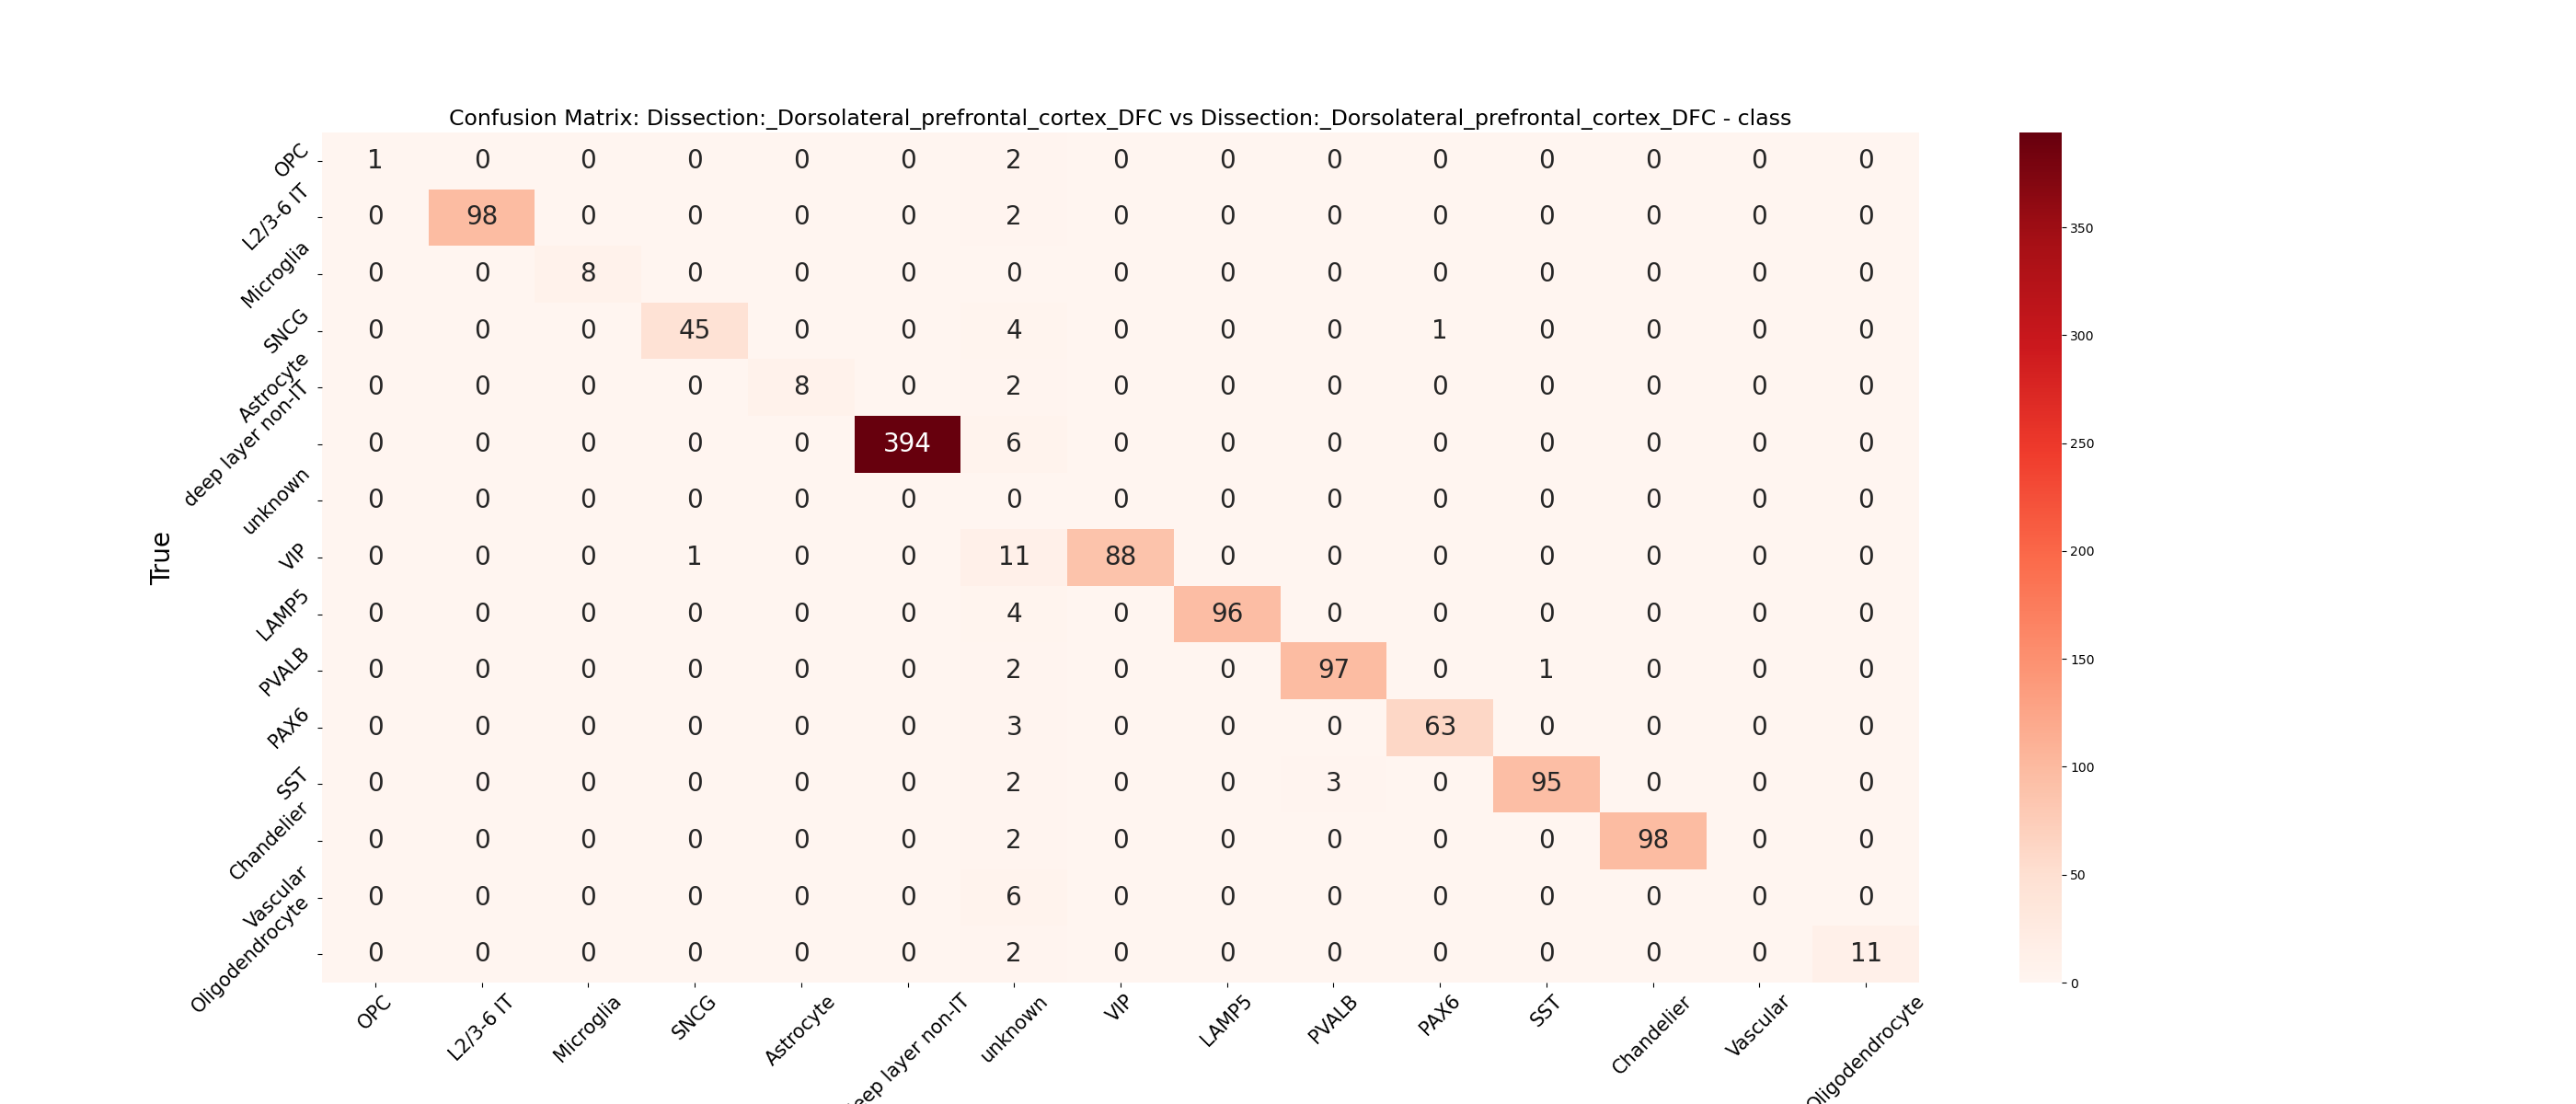 Confusion Matrix: Dissection:_Dorsolateral_prefrontal_cortex_DFC vs Dissection:_Dorsolateral_prefrontal_cortex_DFC - class
True
OPC 1 0 0 0 0 0 2 0 0 0 0 0 0 0 0
L2/3-6 IT 0 98 0 0 0 0 2 0 0 0 0 0 0 0 0
Microglia 0 0 8 0 0 0 0 0 0 0 0 0 0 0 0
SNCG 0 0 0 45 0 0 4 0 0 0 1 0 0 0 0
Astrocyte 0 0 0 0 8 0 2 0 0 0 0 0 0 0 0
deep layer non-IT 0 0 0 0 0 394 6 0 0 0 0 0 0 0 0
unknown 0 0 0 0 0 0 0 0 0 0 0 0 0 0 0
VIP 0 0 0 1 0 0 11 88 0 0 0 0 0 0 0
LAMP5 0 0 0 0 0 0 4 0 96 0 0 0 0 0 0
PVALB 0 0 0 0 0 0 2 0 0 97 0 1 0 0 0
PAX6 0 0 0 0 0 0 3 0 0 0 63 0 0 0 0
SST 0 0 0 0 0 0 2 0 0 3 0 95 0 0 0
Chandelier 0 0 0 0 0 0 2 0 0 0 0 0 98 0 0
Vascular 0 0 0 0 0 0 6 0 0 0 0 0 0 0 0
Oligodendrocyte 0 0 0 0 0 0 2 0 0 0 0 0 0 0 11
OPC L2/3-6 IT Microglia SNCG Astrocyte layer non-IT unknown VIP LAMP5 PVALB PAX6 SST Chandelier Vascular Oligodendrocyte
350
300
250
200
150
100
50
0